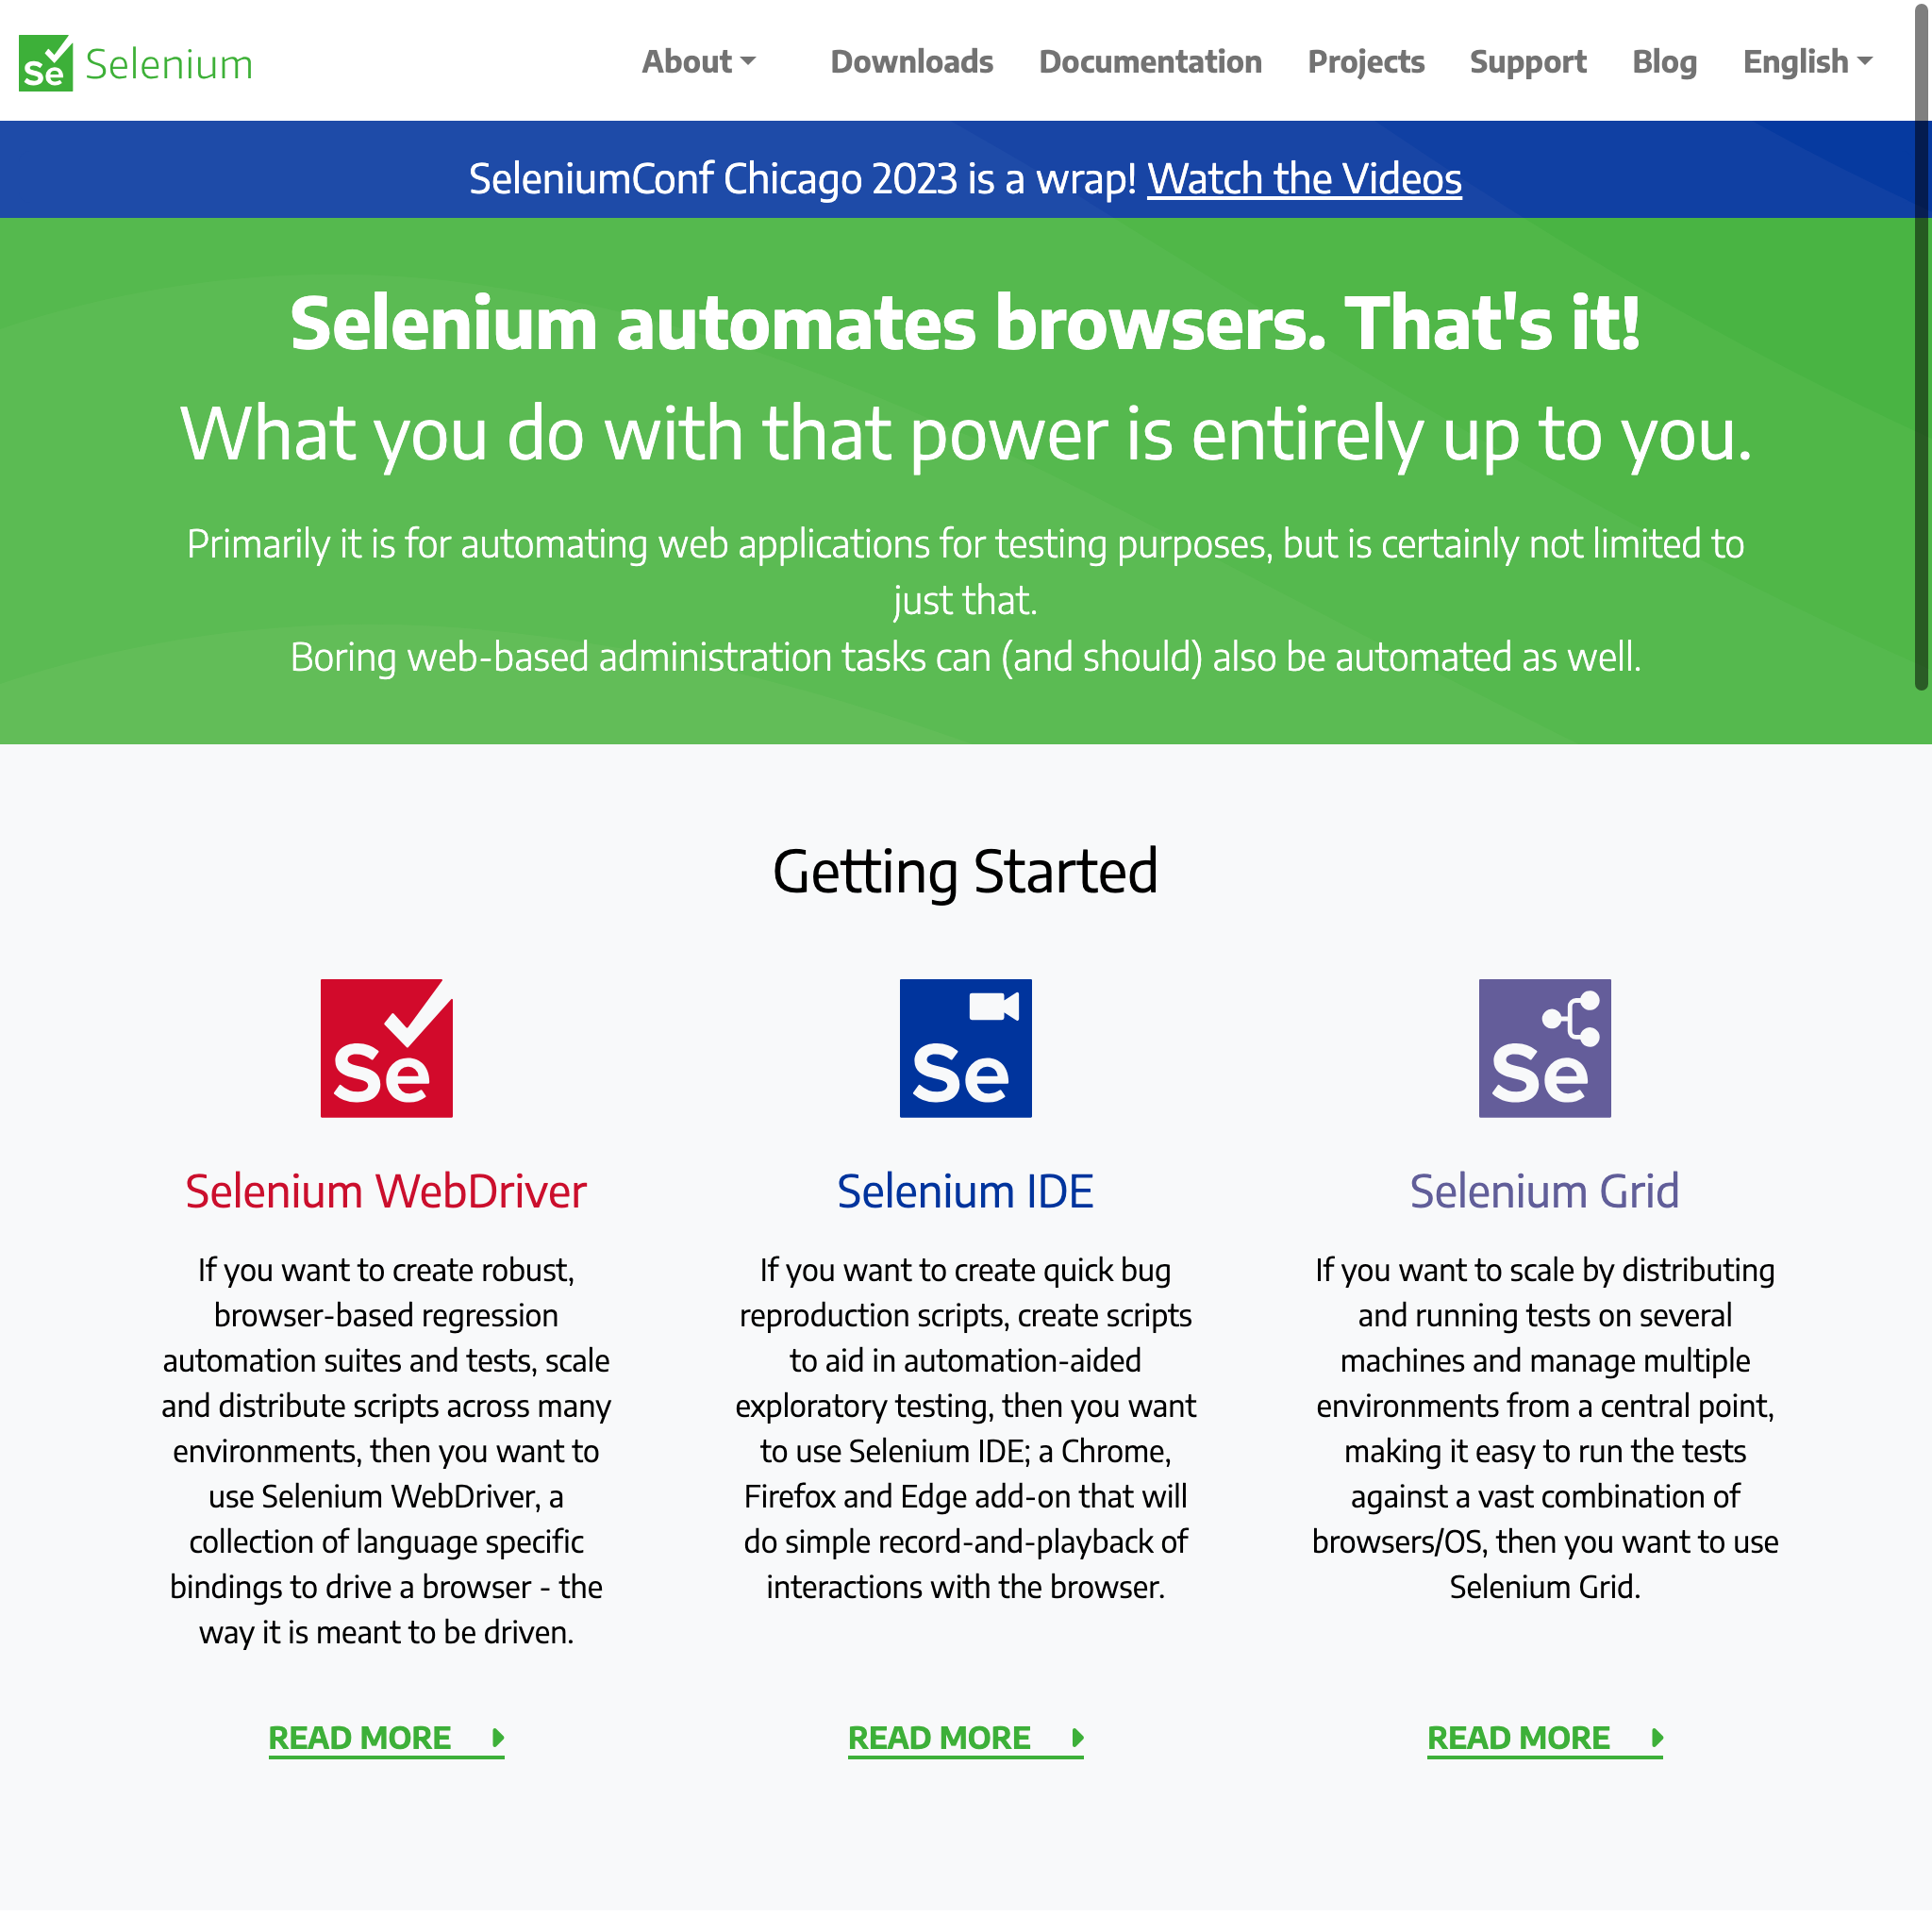 Se Selenium
About
Downloads
Documentation
Projects
Support
Blog
English
SeleniumConf Chicago 2023 is a wrap! Watch the Videos
Selenium automates browsers. That's it!
What you do with that power is entirely up to you.
Primarily it is for automating web applications for testing purposes, but is certainly not limited to
just that.
Boring web-based administration tasks can (and should) also be automated as well.
Getting Started
Se
Selenium WebDriver
If you want to create robust,
browser-based regression
automation suites and tests, scale
and distribute scripts across many
environments, then you want to
use Selenium WebDriver, a
collection of language specific
bindings to drive a browser - the
way it is meant to be driven.
READ MORE
Se
Selenium IDE
If you want to create quick bug
reproduction scripts, create scripts
to aid in automation-aided
exploratory testing, then you want
to use Selenium IDE; a Chrome,
Firefox and Edge add-on that will
do simple record-and-playback of
interactions with the browser.
READ MORE
Se
Selenium Grid
If you want to scale by distributing
and running tests on several
machines and manage multiple
environments from a central point,
making it easy to run the tests
against a vast combination of
browsers/OS, then you want to use
Selenium Grid.
READ MORE